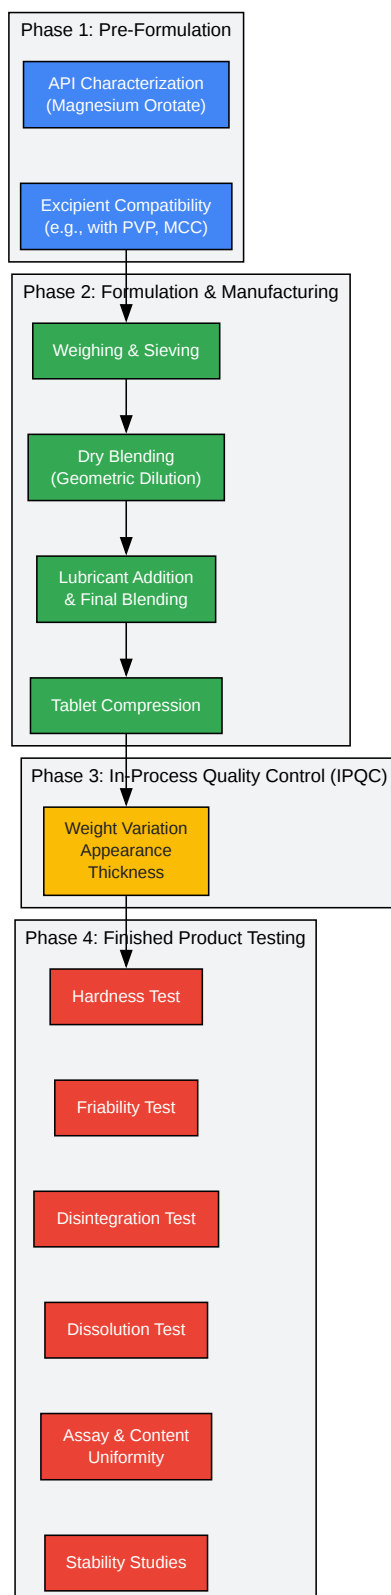 Phase 1: Pre-Formulation
API Characterization
(Magnesium Orotate)
Excipient Compatibility
(e.g., with PVP, MCC)
Phase 2: Formulation & Manufacturing
Weighing & Sieving
Dry Blending
(Geometric Dilution)
Lubricant Addition
& Final Blending
Tablet Compression
Phase 3: In-Process Quality Control (IPQC)
Weight Variation
Appearance
Thickness
Phase 4: Finished Product Testing
Hardness Test
Friability Test
Disintegration Test
Dissolution Test
Assay & Content
Uniformity
Stability Studies